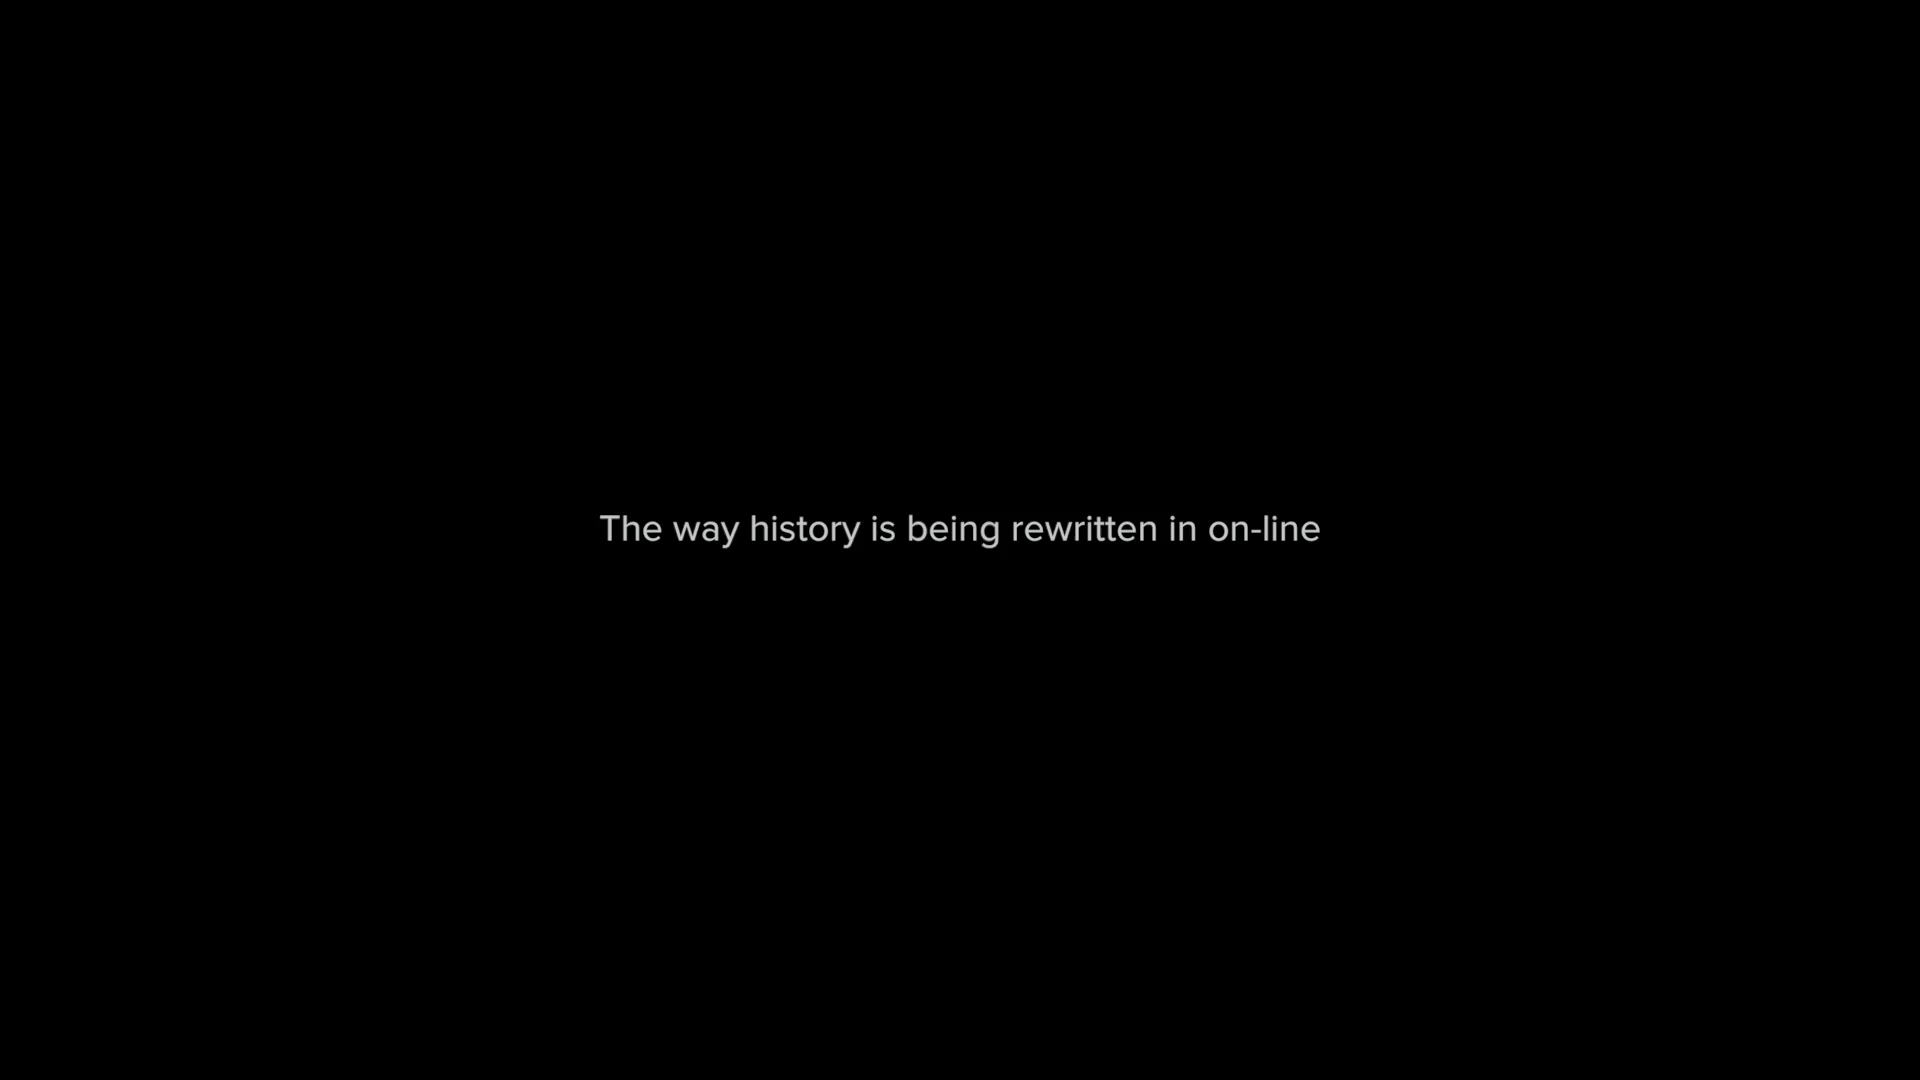 The way history is being rewritten in on-line